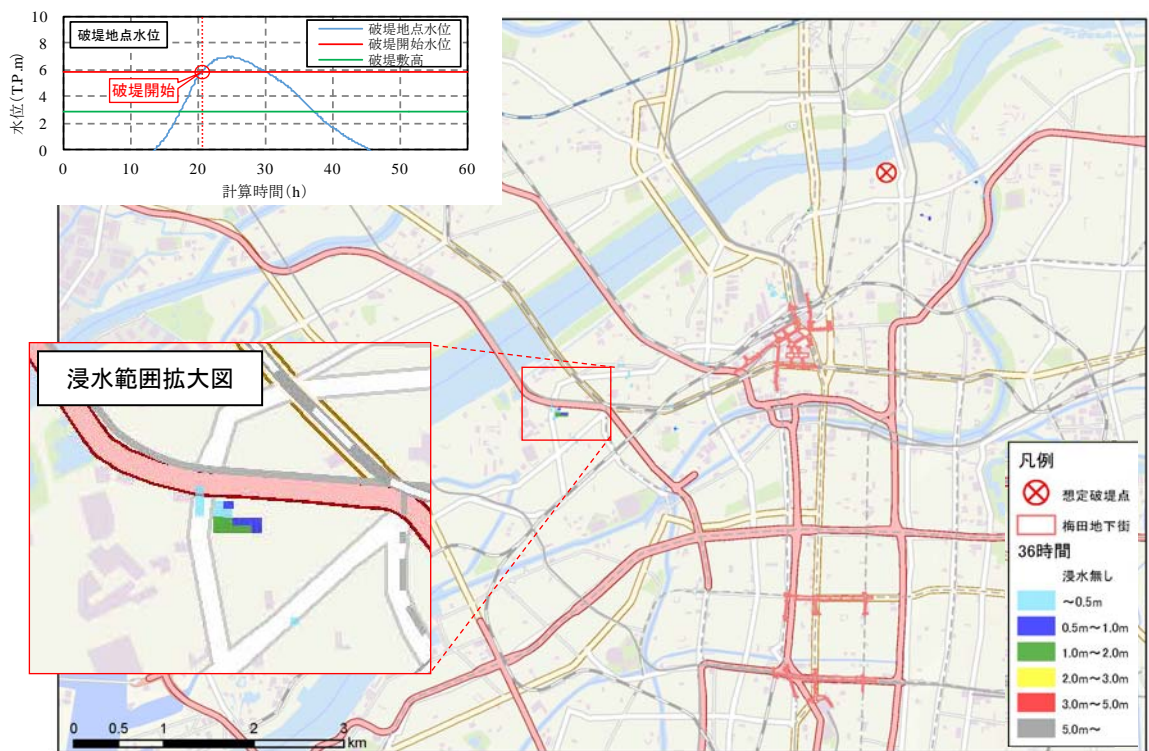 破堤地点水位
破堤地点水位
破堤開始水位
破堤敷高
破堤開始
水位(T.P.m)
10
8
6
4
2
0
0 10 20 30 40 50 60
計算時間(h)
浸水範囲拡大図
凡例
想定破堤点
梅田地下街
36時間
浸水無し
～0.5m
0.5m～1.0m
1.0m～2.0m
2.0m～3.0m
3.0m～5.0m
5.0m～
0 0.5 1 2 3
km